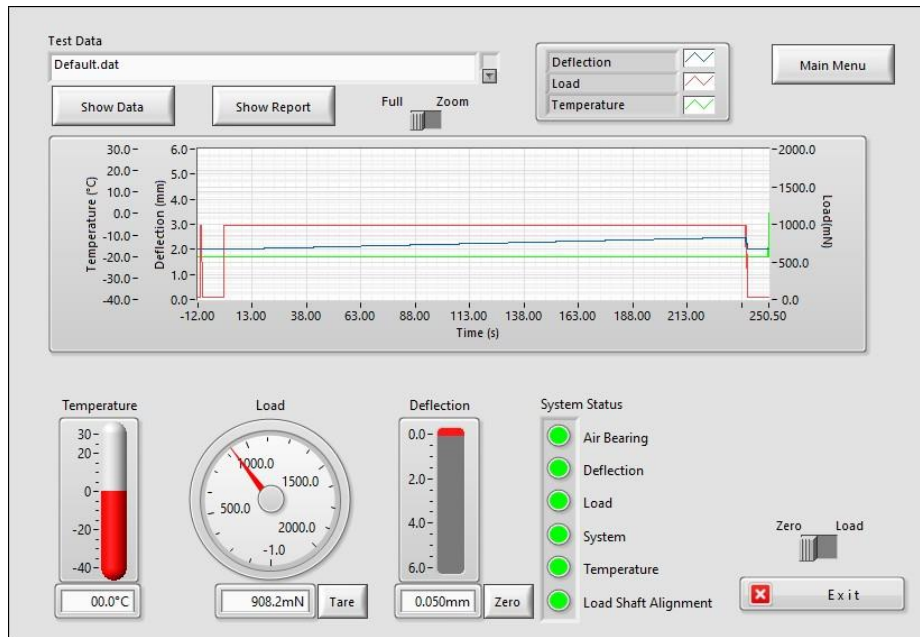 Test Data
Default.dat
Show Data
Show Report
Full Zoom
Deflection
Load
Temperature
Main Menu
Temperature (°C)
30.0
20.0
10.0
0.0
-10.0
-20.0
-30.0
-40.0
Deflection (mm)
6.0
5.0
4.0
3.0
2.0
1.0
0.0
2000.0
1500.0
1000.0
500.0
0.0
Load(mN)
-12.00 13.00 38.00 63.00 88.00 113.00 138.00 163.00 188.00 213.00 250.50
Time (s)
Temperature
30
20
0
-20
-40
00.0°C
Load
500.0
1000.0
1500.0
2000.0
-1.0
908.2mN
Tare
Deflection
0.0
2.0
4.0
6.0
0.050mm
Zero
System Status
Air Bearing
Deflection
Load
System
Temperature
Load Shaft Alignment
Zero Load
Exit